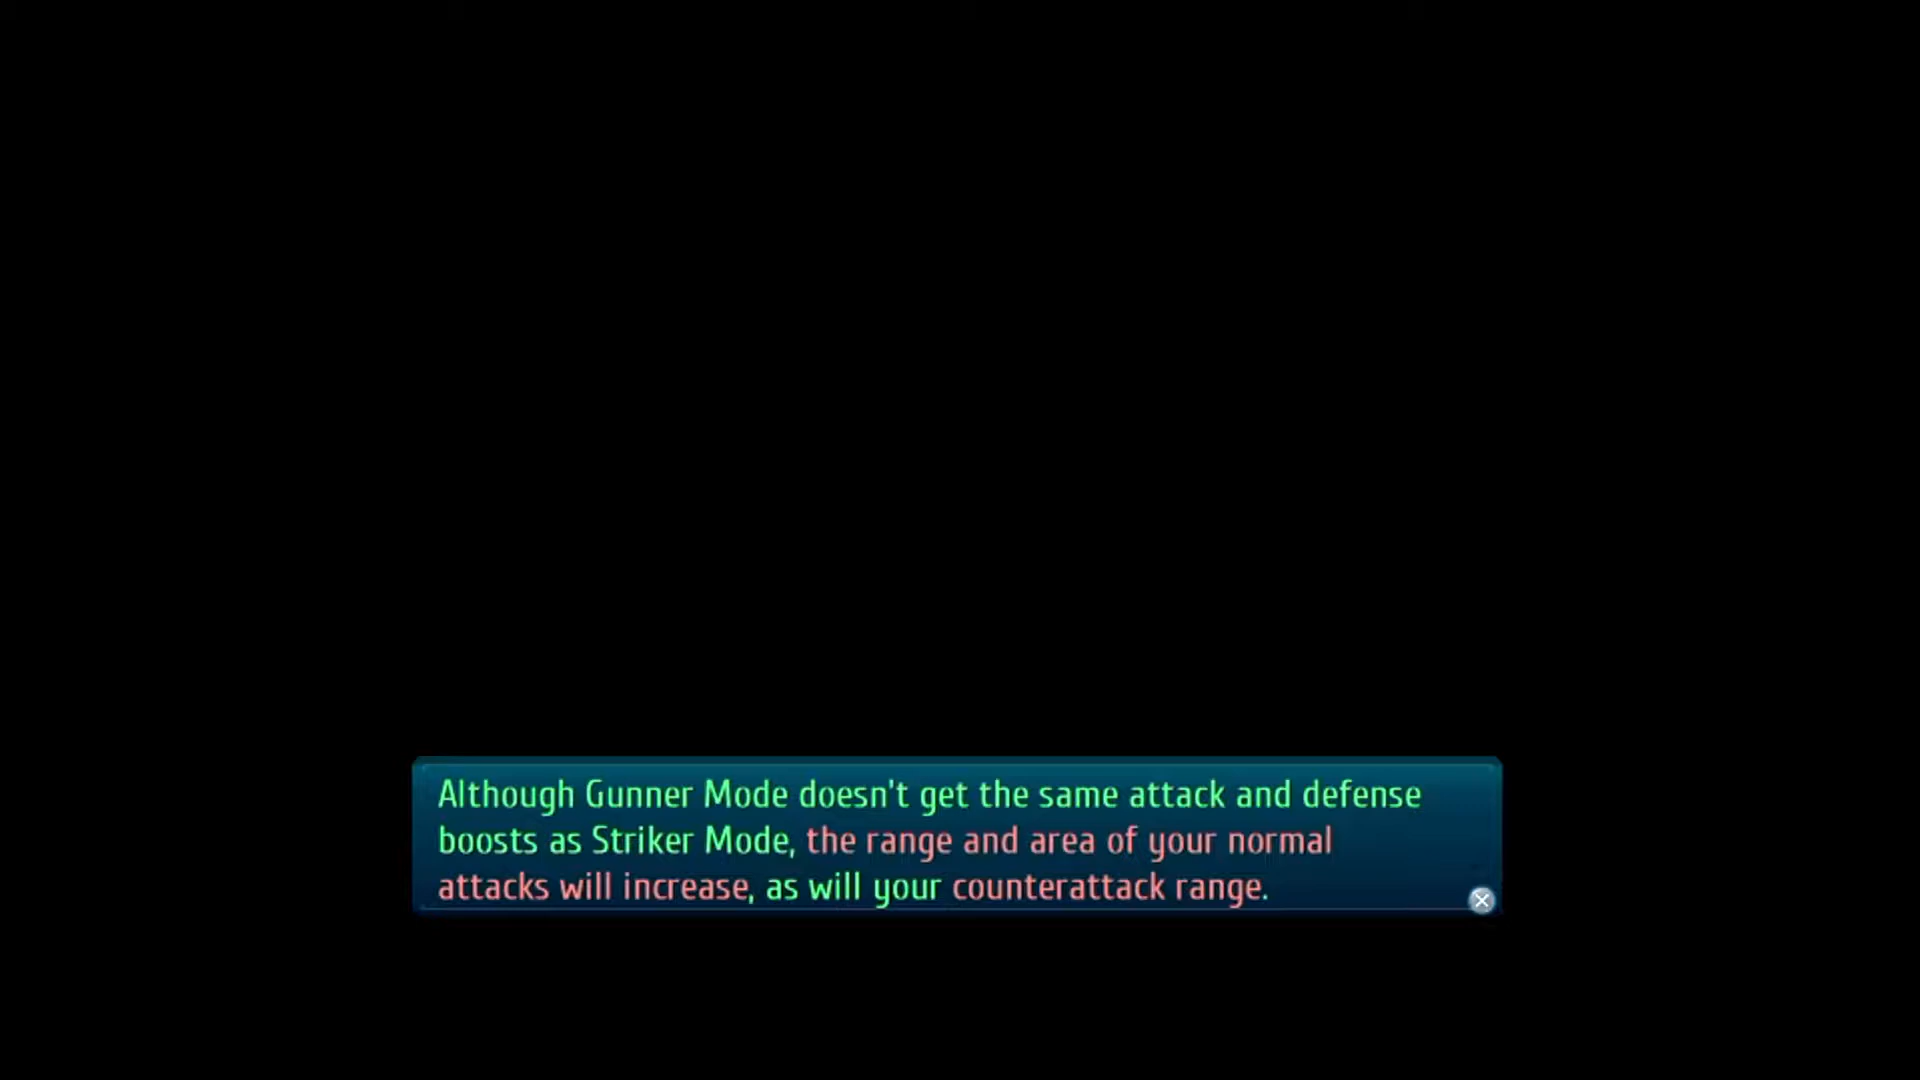 Although Gunner Mode doesn't get the same attack and defense
boosts as Striker Mode, the range and area of your normal
attacks will increase, as will your counterattack range.